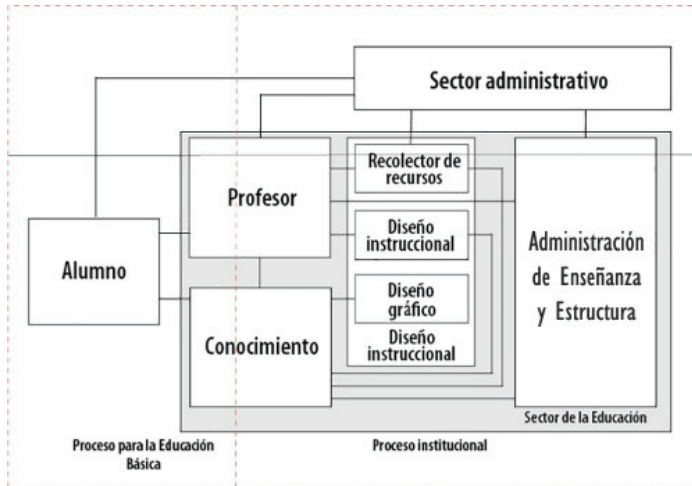 Sector administrativo
Profesor
Recolector de
recursos
Alumno
Diseño
instruccional
Administración
de Enseñanza
y Estructura
Conocimiento
Diseño
gráfico
Diseño
instruccional
Sector de la Educación
Proceso para la Educación
Básica
Proceso institucional